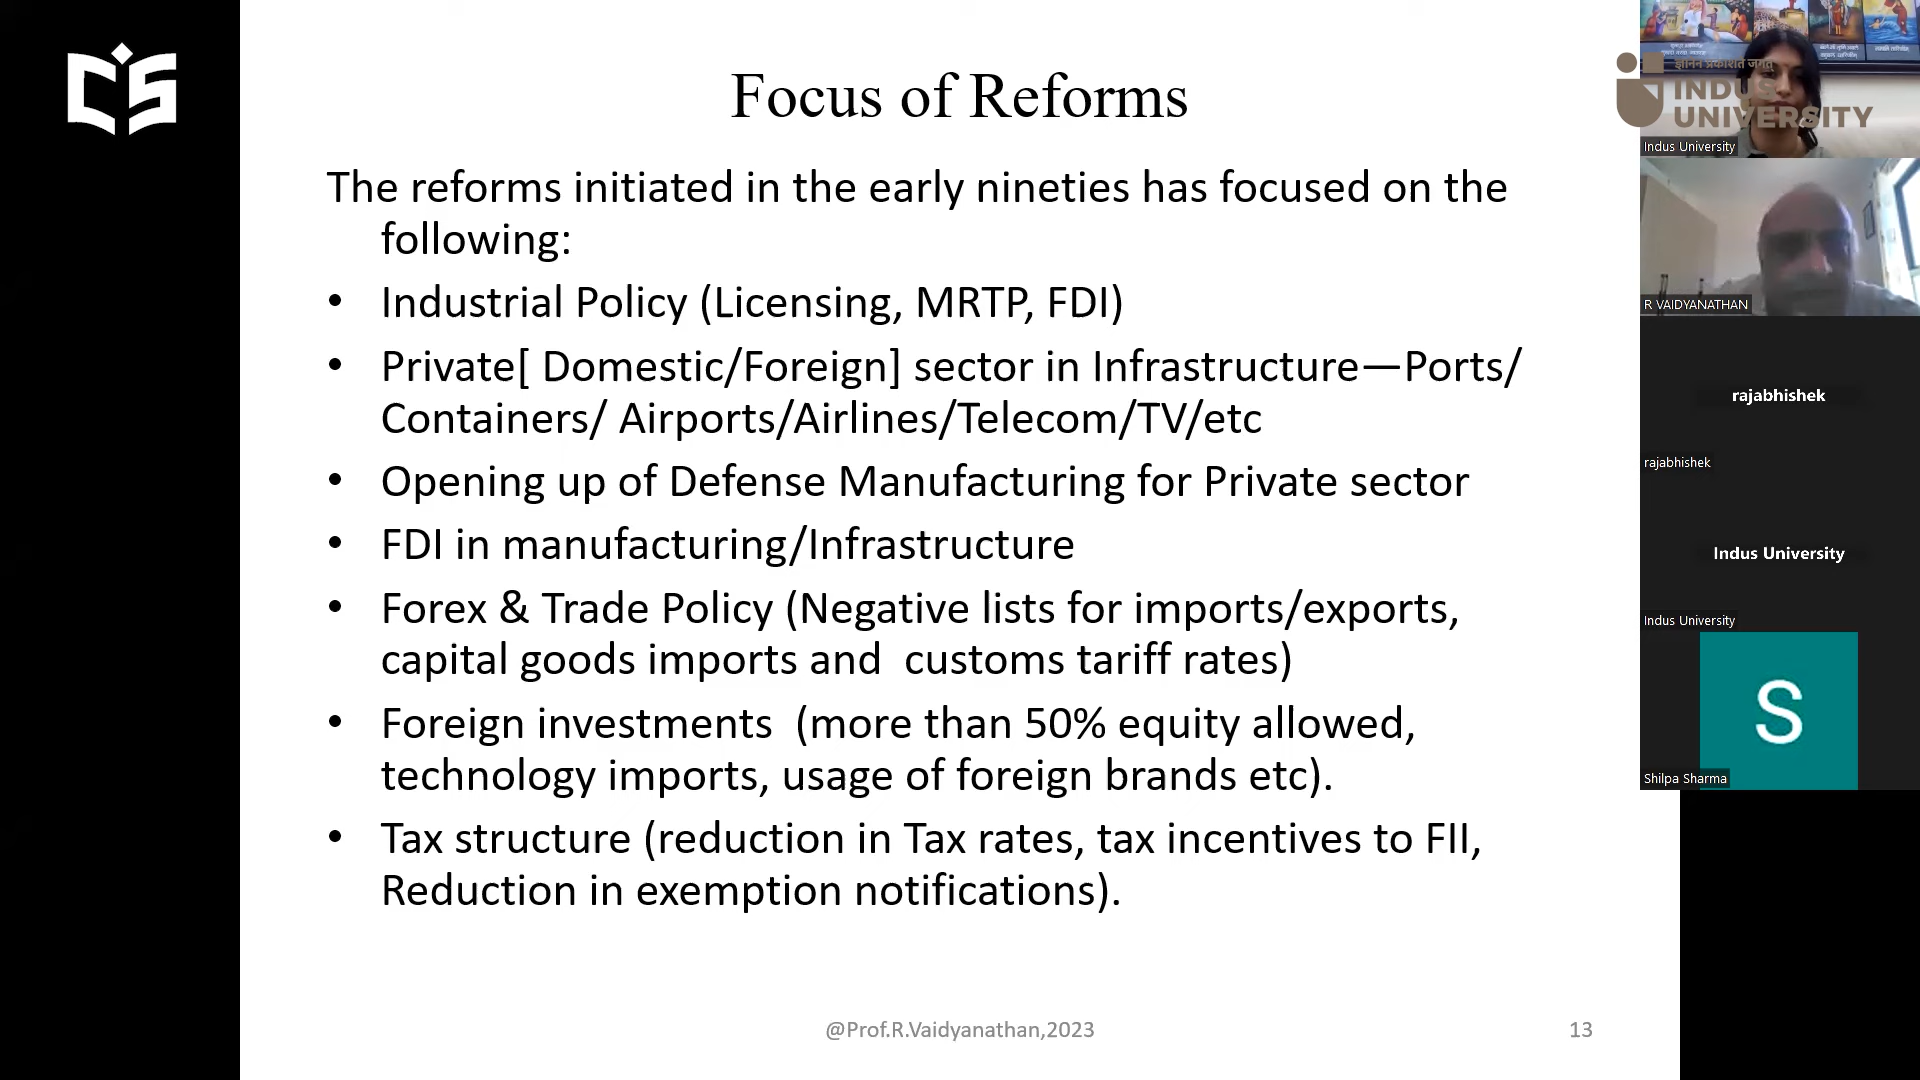 Focus of Reforms
The reforms initiated in the early nineties has focused on the
following:
• Industrial Policy (Licensing, MRTP, FDI)
• Private[ Domestic/Foreign] sector in Infrastructure—Ports/
Containers/ Airports/Airlines/Telecom/TV/etc
• Opening up of Defense Manufacturing for Private sector
• FDI in manufacturing/Infrastructure
• Forex & Trade Policy (Negative lists for imports/exports,
capital goods imports and  customs tariff rates)
• Foreign investments  (more than 50% equity allowed,
technology imports, usage of foreign brands etc).
• Tax structure (reduction in Tax rates, tax incentives to FII,
Reduction in exemption notifications).
@Prof.R.Vaidyanathan,2023
13
CS
INDUS
UNIVERSITY
Indus University
R VAIDYANATHAN
rajabhishek
rajabhishek
Indus University
Indus University
S
Shilpa Sharma